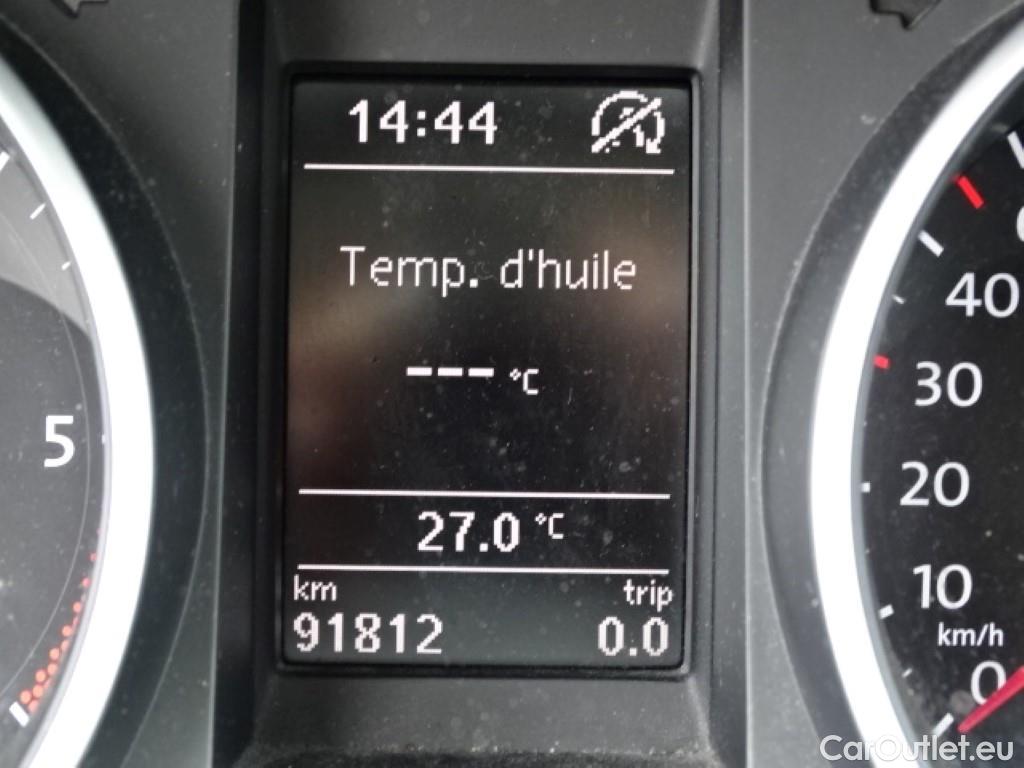 14:44
Temp. d'huile
--- °C
27.0 °C
km trip
91812 0.0
5
40
30
20
10
km/h
0
CarOutlet.eu